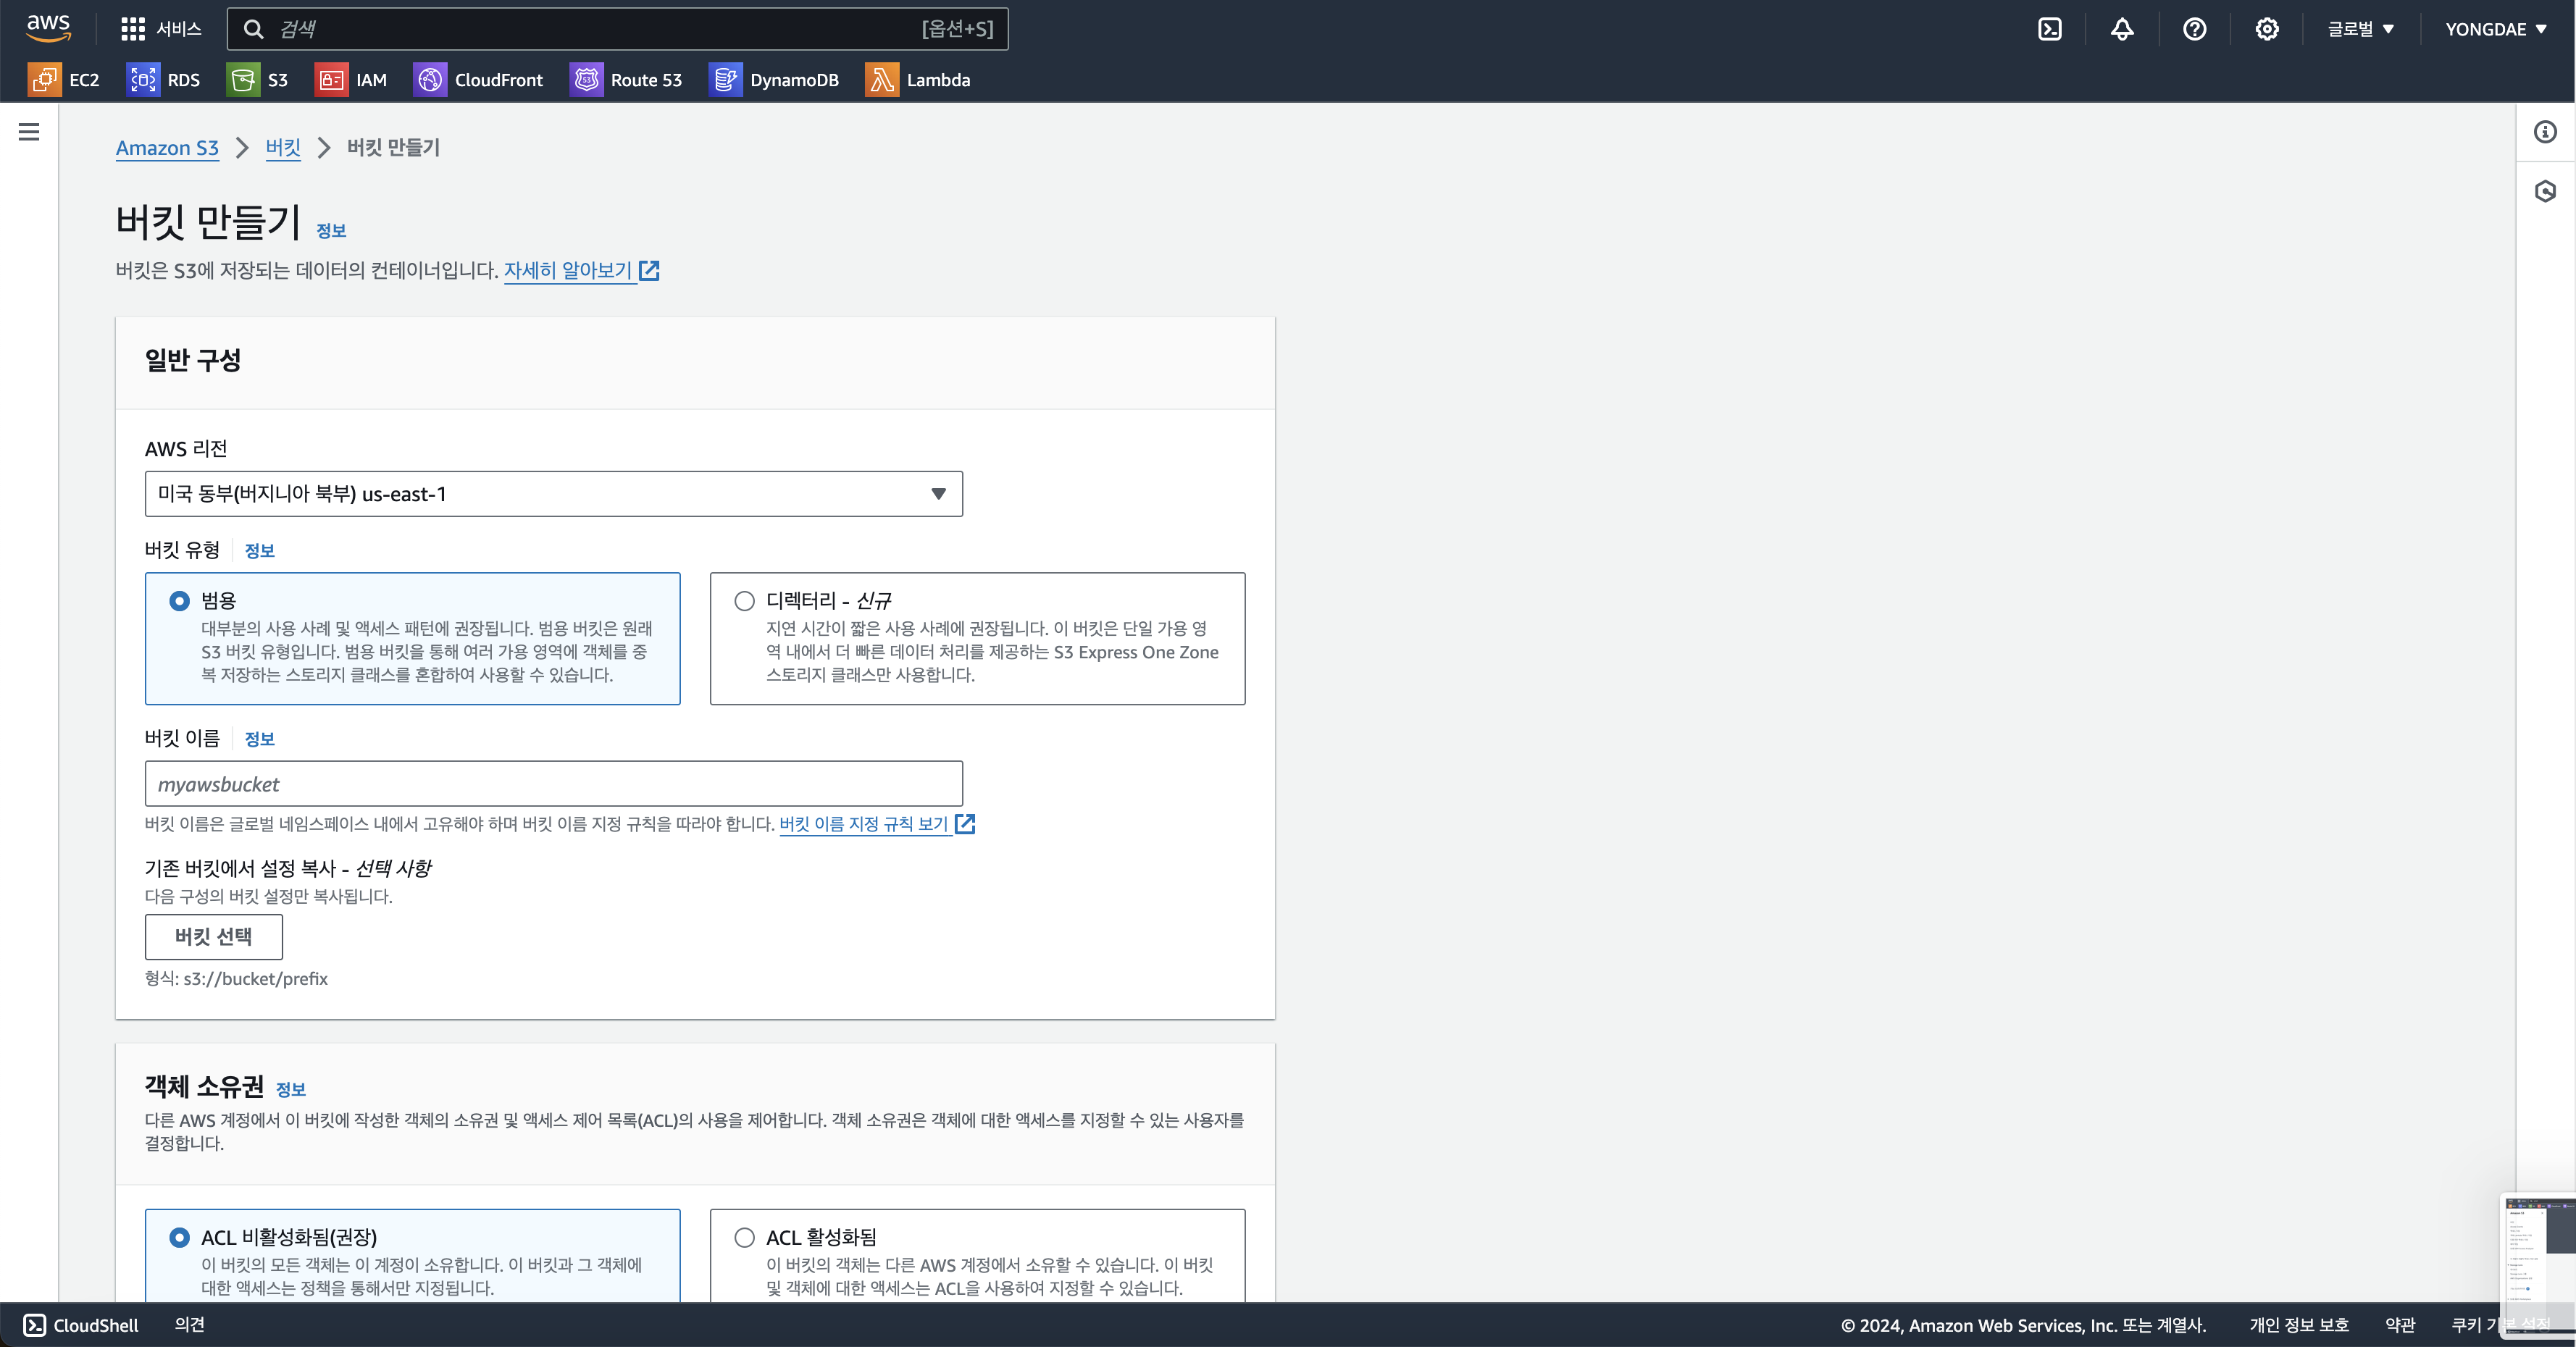 aws
서비스
검색
[옵션+S]
글로벌
YONGDAE
EC2
RDS
S3
IAM
CloudFront
Route 53
DynamoDB
Lambda
Amazon S3
버킷
버킷 만들기
버킷 만들기 정보
버킷은 S3에 저장되는 데이터의 컨테이너입니다. 자세히 알아보기
일반 구성
AWS 리전
미국 동부(버지니아 북부) us-east-1
버킷 유형 정보
범용
대부분의 사용 사례 및 액세스 패턴에 권장됩니다. 범용 버킷은 원래
S3 버킷 유형입니다. 범용 버킷을 통해 여러 가용 영역에 객체를 중
복 저장하는 스토리지 클래스를 혼합하여 사용할 수 있습니다.
디렉터리 - 신규
지연 시간이 짧은 사용 사례에 권장됩니다. 이 버킷은 단일 가용 영
역 내에서 더 빠른 데이터 처리를 제공하는 S3 Express One Zone
스토리지 클래스만 사용합니다.
버킷 이름 정보
myawsbucket
버킷 이름은 글로벌 네임스페이스 내에서 고유해야 하며 버킷 이름 지정 규칙을 따라야 합니다. 버킷 이름 지정 규칙 보기
기존 버킷에서 설정 복사 - 선택 사항
다음 구성의 버킷 설정만 복사됩니다.
버킷 선택
형식: s3://bucket/prefix
객체 소유권 정보
다른 AWS 계정에서 이 버킷에 작성한 객체의 소유권 및 액세스 제어 목록(ACL)의 사용을 제어합니다. 객체 소유권은 객체에 대한 액세스를 지정할 수 있는 사용자를
결정합니다.
ACL 비활성화됨(권장)
이 버킷의 모든 객체는 이 계정이 소유합니다. 이 버킷과 그 객체에
대한 액세스는 정책을 통해서만 지정됩니다.
ACL 활성화됨
이 버킷의 객체는 다른 AWS 계정에서 소유할 수 있습니다. 이 버킷
및 객체에 대한 액세스는 ACL을 사용하여 지정할 수 있습니다.
CloudShell
의견
© 2024, Amazon Web Services, Inc. 또는 계열사.
개인 정보 보호
약관
쿠키 기본 설정